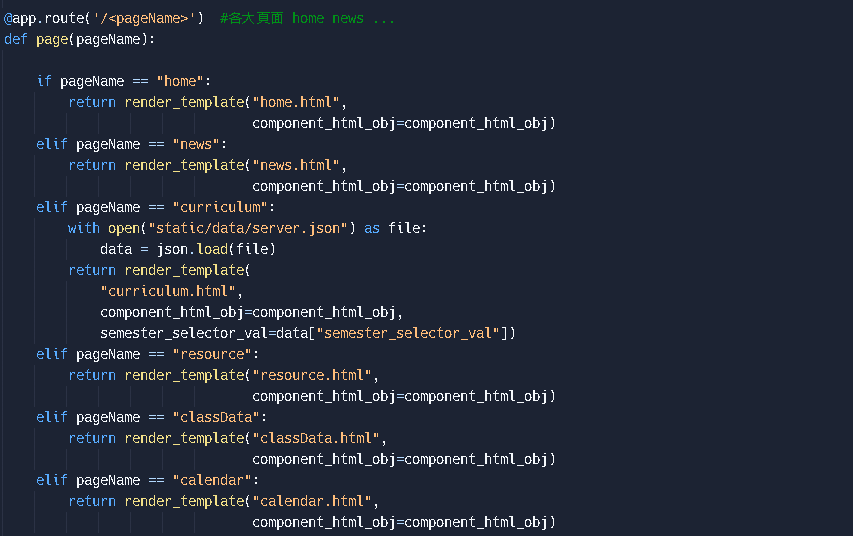 @app.route('/<pageName>')  #各大頁面 home news ...
def page(pageName):

    if pageName == "home":
        return render_template("home.html",
                               component_html_obj=component_html_obj)
    elif pageName == "news":
        return render_template("news.html",
                               component_html_obj=component_html_obj)
    elif pageName == "curriculum":
        with open("static/data/server.json") as file:
            data = json.load(file)
        return render_template(
            "curriculum.html",
            component_html_obj=component_html_obj,
            semester_selector_val=data["semester_selector_val"])
    elif pageName == "resource":
        return render_template("resource.html",
                               component_html_obj=component_html_obj)
    elif pageName == "classData":
        return render_template("classData.html",
                               component_html_obj=component_html_obj)
    elif pageName == "calendar":
        return render_template("calendar.html",
                               component_html_obj=component_html_obj)